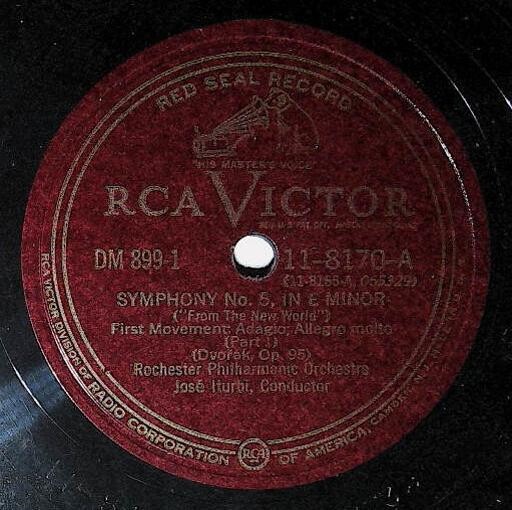 RED SEAL RECORD
"HIS MASTER'S VOICE"
RCA VICTOR
DM 899-1
11-8170-A
SYMPHONY No. 5, IN E MINOR
("From The New World")
First Movement: Adagio; Allegro molto
(Part 1)
(Dvořák, Op. 95)
Rochester Philharmonic Orchestra
José Iturbi, Conductor
RCA VICTOR DIVISION OF RADIO CORPORATION OF AMERICA, CAMDEN, N.J.
RCA